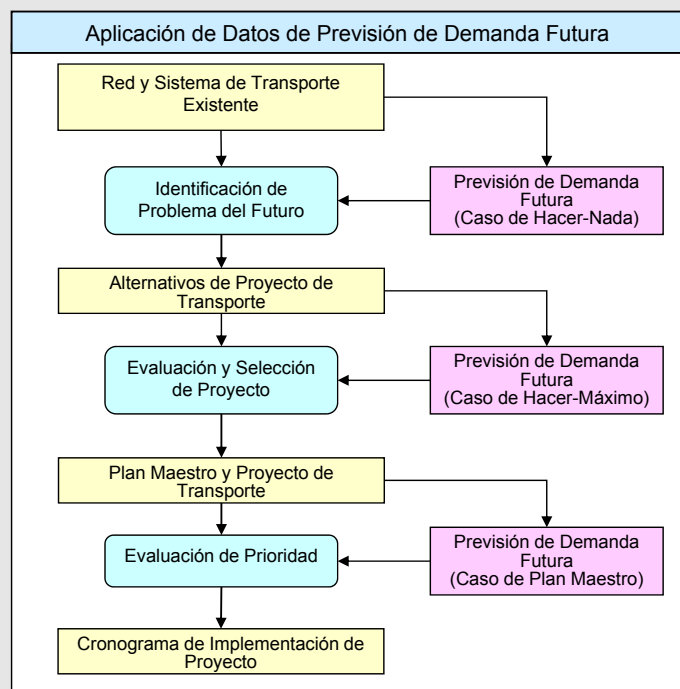 Aplicación de Datos de Previsión de Demanda Futura
Red y Sistema de Transporte
Existente
Identificación de
Problema del Futuro
Previsión de Demanda
Futura
(Caso de Hacer-Nada)
Alternativos de Proyecto de
Transporte
Evaluación y Selección
de Proyecto
Previsión de Demanda
Futura
(Caso de Hacer-Máximo)
Plan Maestro y Proyecto de
Transporte
Evaluación de Prioridad
Previsión de Demanda
Futura
(Caso de Plan Maestro)
Cronograma de Implementación de
Proyecto